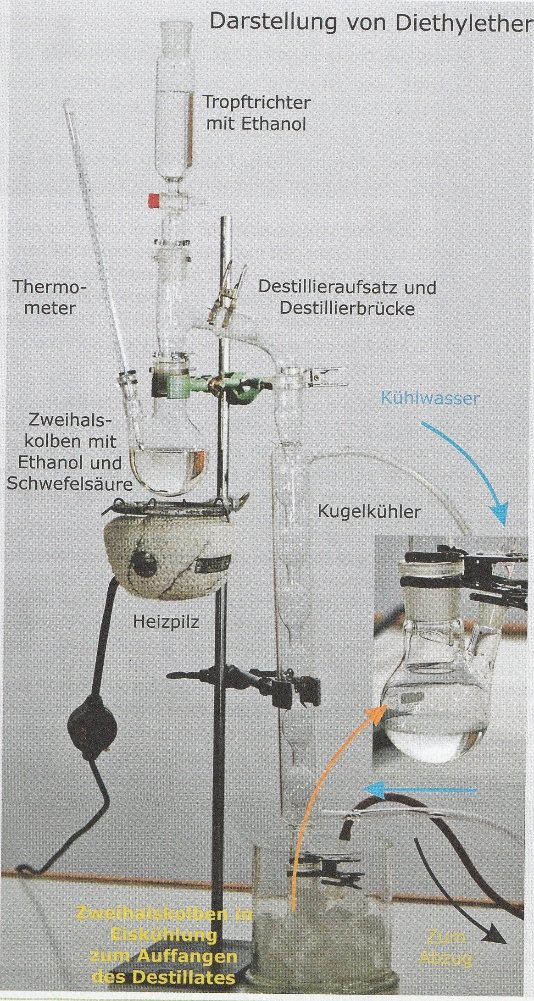 Darstellung von Diethylether
Tropftrichter
mit Ethanol
Thermo-
meter
Destillieraufsatz und
Destillierbrücke
Kühlwasser
Zweihals-
kolben mit
Ethanol und
Schwefelsäure
Kugelkühler
Heizpilz
Zweihalskolben in
Eiskühlung
zum Auffangen
des Destillates
Zum
Abzug